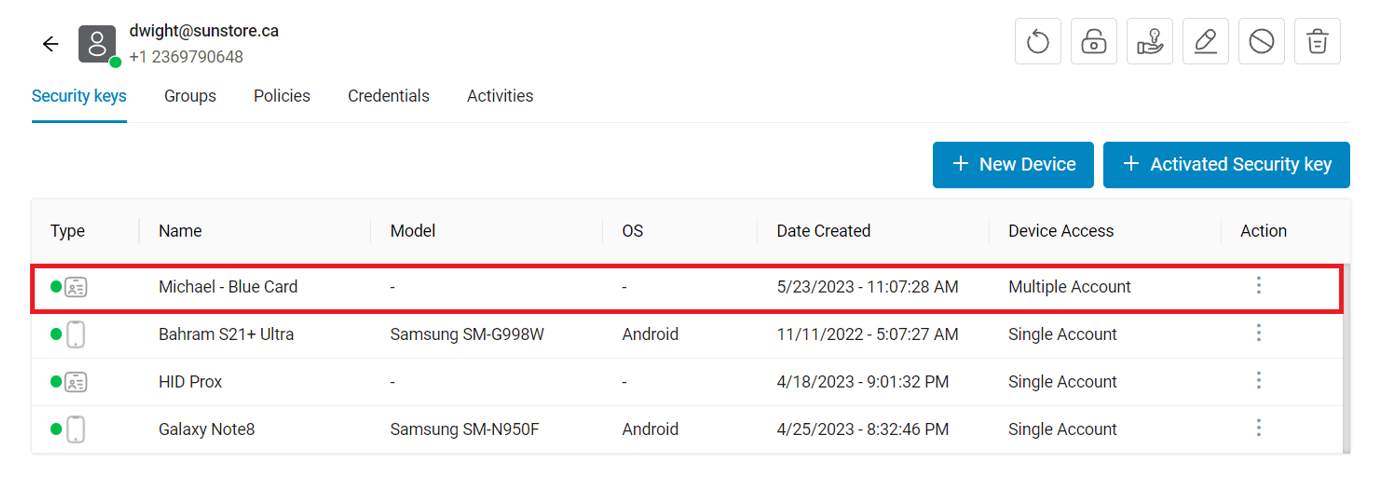 dwight@sunstore.ca
+1 2369790648
Security keys Groups Policies Credentials Activities
+ New Device + Activated Security key
Type Name Model OS Date Created Device Access Action
Michael - Blue Card - - 5/23/2023 - 11:07:28 AM Multiple Account
Bahram S21+ Ultra Samsung SM-G998W Android 11/11/2022 - 5:07:27 AM Single Account
HID Prox - - 4/18/2023 - 9:01:32 PM Single Account
Galaxy Note8 Samsung SM-N950F Android 4/25/2023 - 8:32:46 PM Single Account